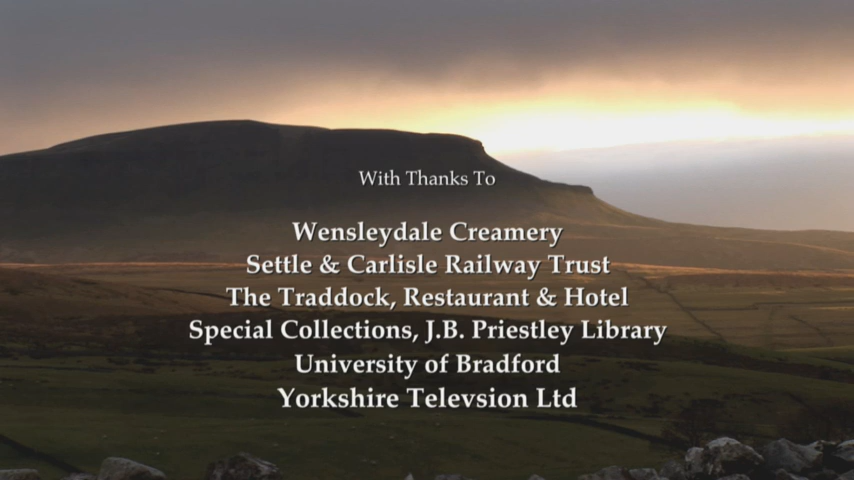 With Thanks To
Wensleydale Creamery
Settle & Carlisle Railway Trust
The Traddock, Restaurant & Hotel
Special Collections, J.B. Priestley Library
University of Bradford
Yorkshire Televsion Ltd